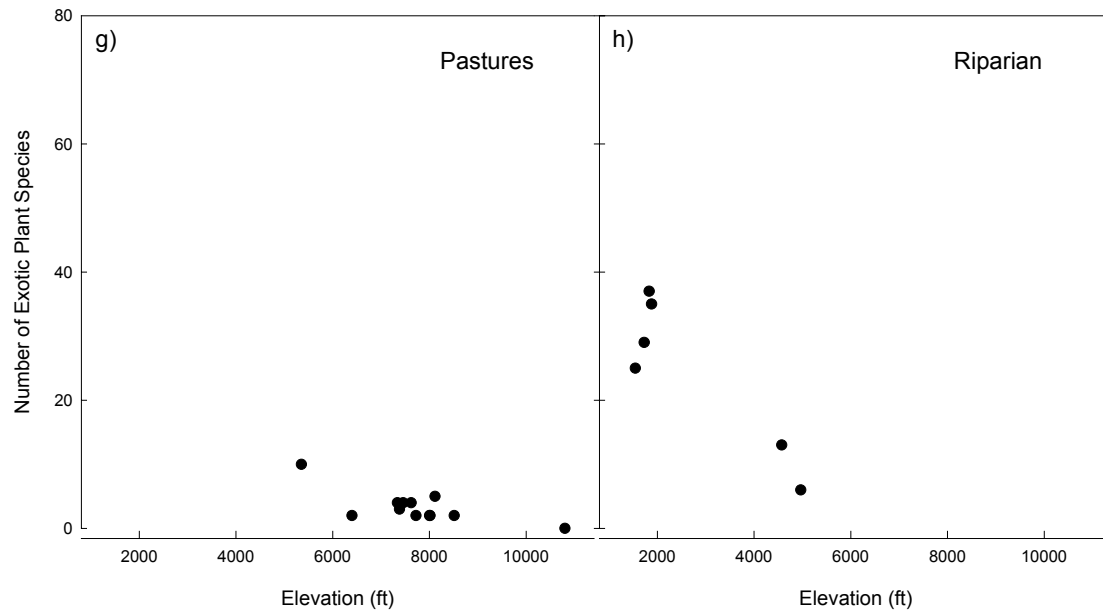 g)
Pastures
h)
Riparian
Number of Exotic Plant Species
80
60
40
20
0
2000 4000 6000 8000 10000
2000 4000 6000 8000 10000
Elevation (ft)
Elevation (ft)